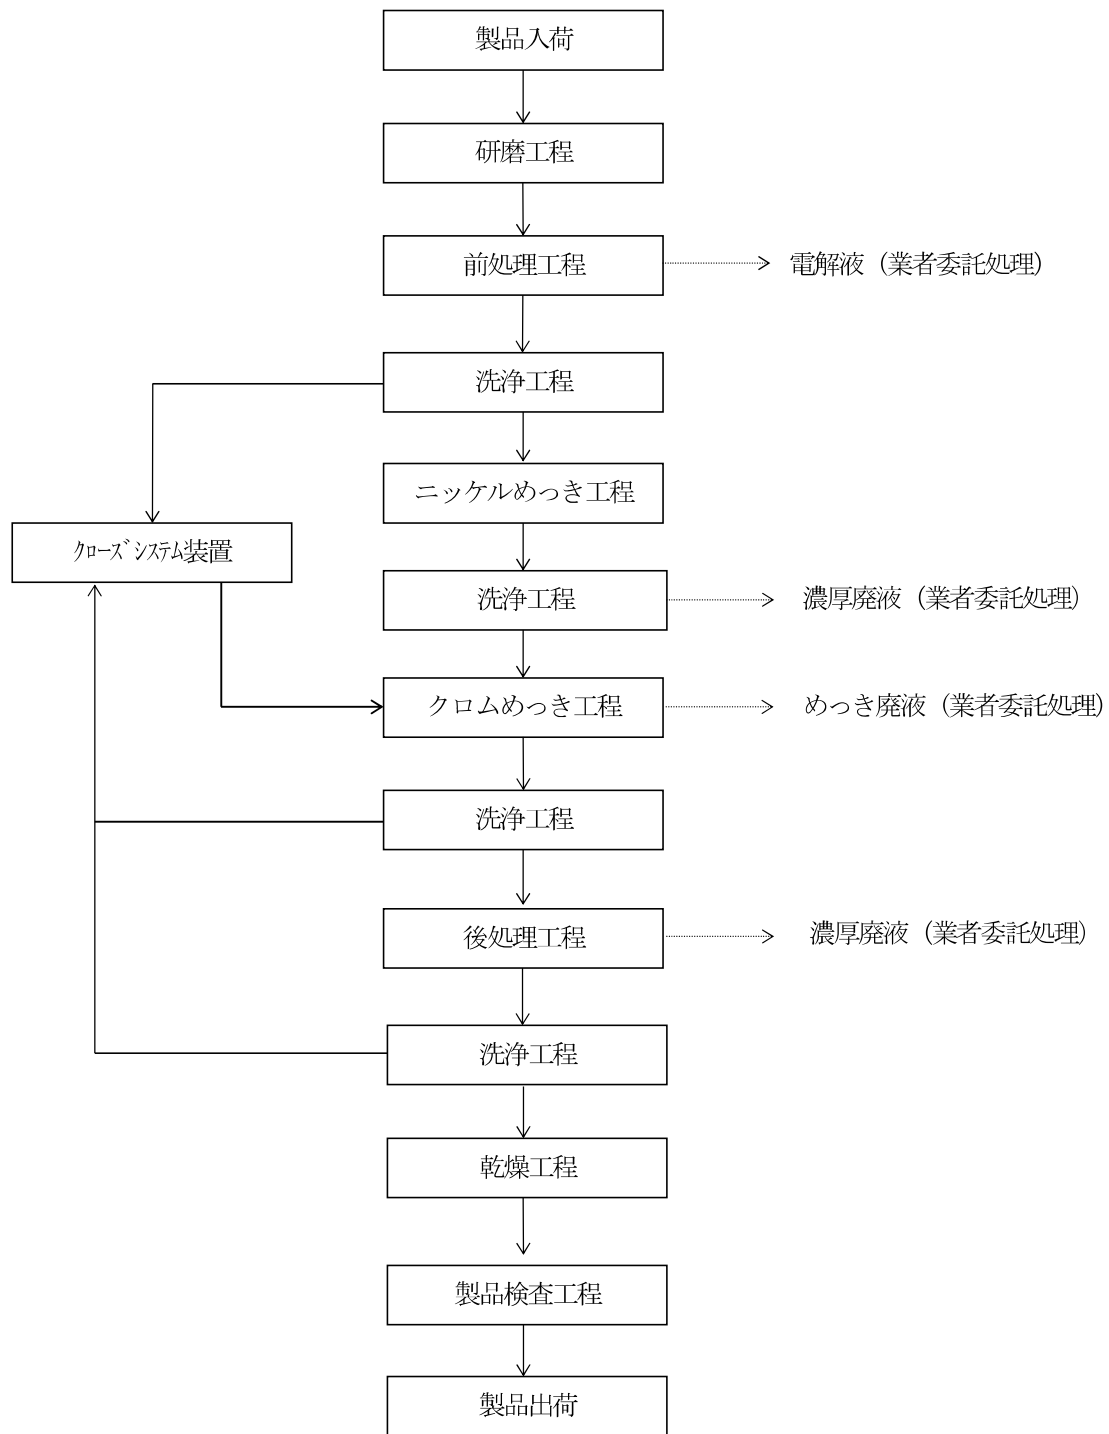 製品入荷
研磨工程
前処理工程
電解液（業者委託処理）
洗浄工程
ニッケルめっき工程
ｸﾛｰｽﾞｼｽﾃﾑ装置
洗浄工程
濃厚廃液（業者委託処理）
クロムめっき工程
めっき廃液（業者委託処理）
洗浄工程
後処理工程
濃厚廃液（業者委託処理）
洗浄工程
乾燥工程
製品検査工程
製品出荷